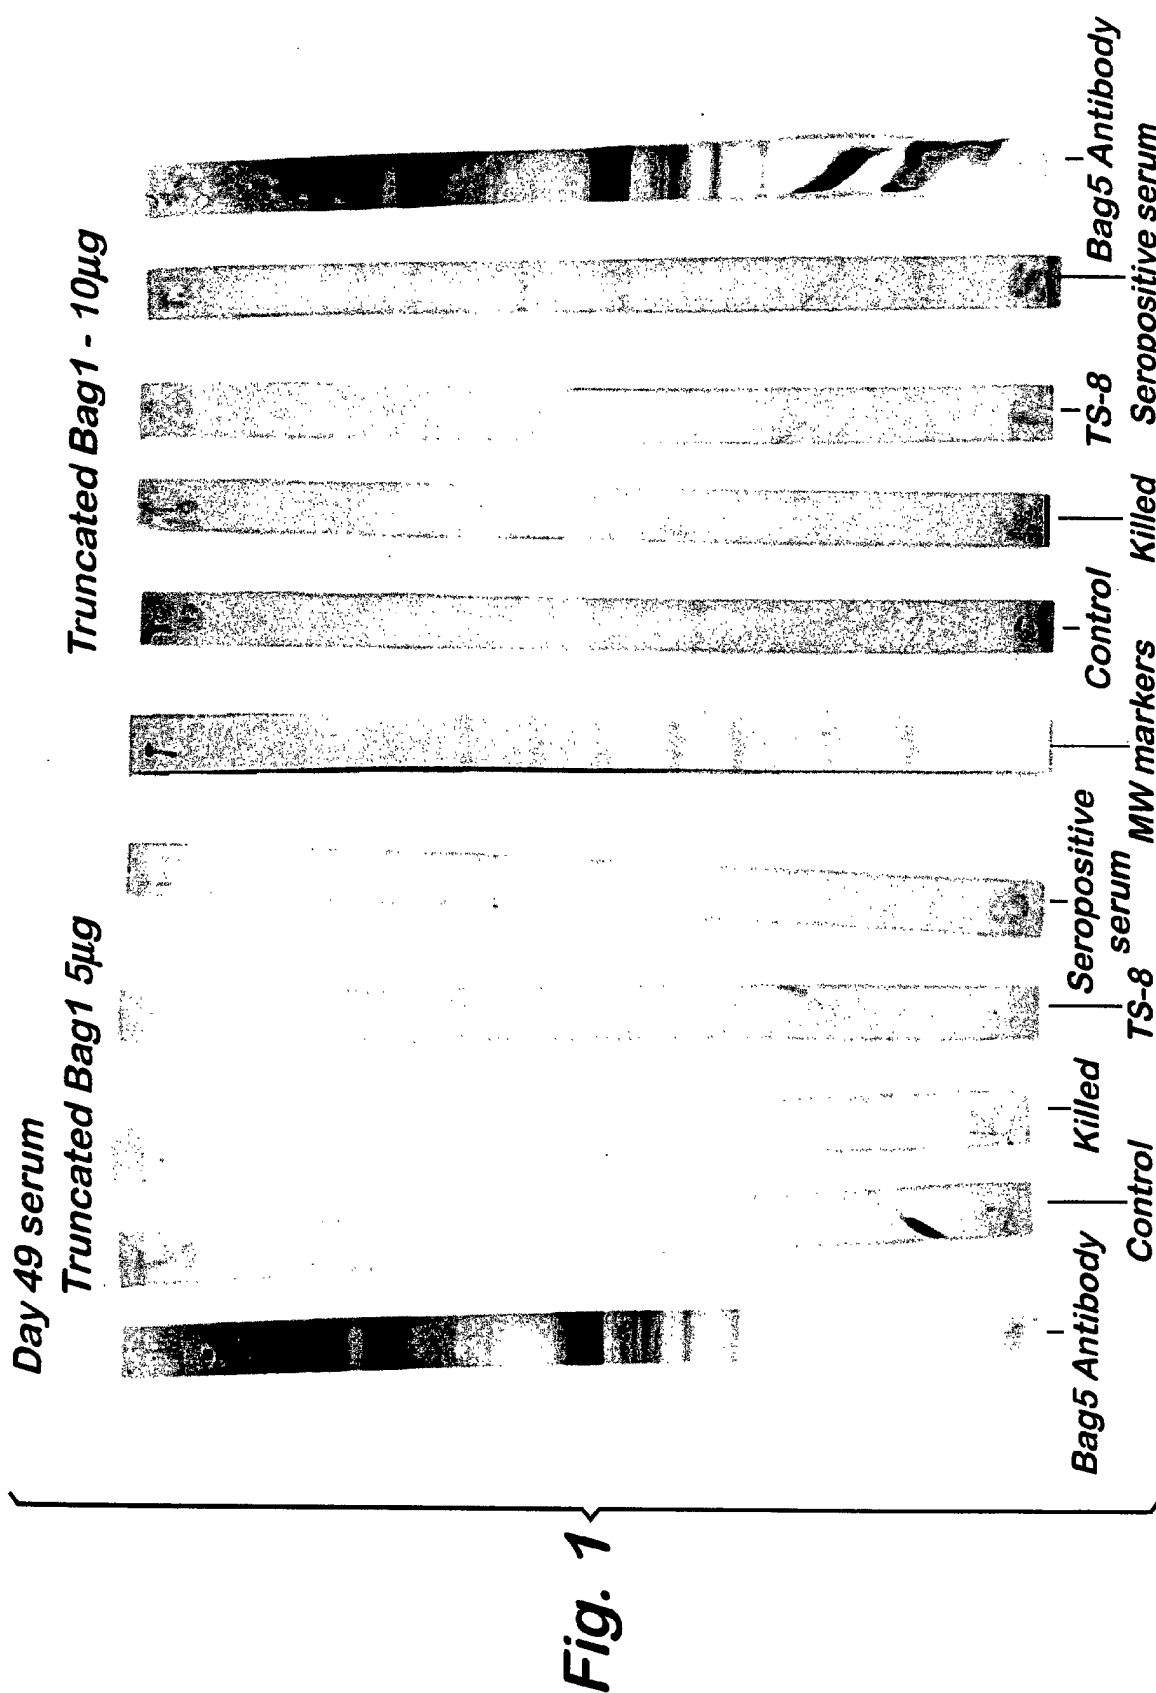 Day 49 serum
Truncated Bag1 5µg
Truncated Bag1 - 10µg
Bag5 Antibody
Control
Killed
TS-8
Seropositive
serum
MW markers
Control
Killed
TS-8
Seropositive serum
Bag5 Antibody
Fig. 1